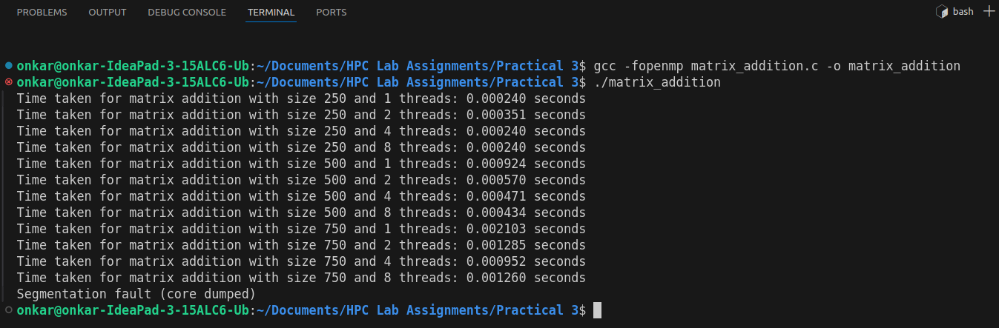 PROBLEMS OUTPUT DEBUG CONSOLE TERMINAL PORTS bash
onkar@onkar-IdeaPad-3-15ALC6-Ub:~/Documents/HPC Lab Assignments/Practical 3$ gcc -fopenmp matrix_addition.c -o matrix_addition
onkar@onkar-IdeaPad-3-15ALC6-Ub:~/Documents/HPC Lab Assignments/Practical 3$ ./matrix_addition
Time taken for matrix addition with size 250 and 1 threads: 0.000240 seconds
Time taken for matrix addition with size 250 and 2 threads: 0.000351 seconds
Time taken for matrix addition with size 250 and 4 threads: 0.000240 seconds
Time taken for matrix addition with size 250 and 8 threads: 0.000240 seconds
Time taken for matrix addition with size 500 and 1 threads: 0.000924 seconds
Time taken for matrix addition with size 500 and 2 threads: 0.000570 seconds
Time taken for matrix addition with size 500 and 4 threads: 0.000471 seconds
Time taken for matrix addition with size 500 and 8 threads: 0.000434 seconds
Time taken for matrix addition with size 750 and 1 threads: 0.002103 seconds
Time taken for matrix addition with size 750 and 2 threads: 0.001285 seconds
Time taken for matrix addition with size 750 and 4 threads: 0.000952 seconds
Time taken for matrix addition with size 750 and 8 threads: 0.001260 seconds
Segmentation fault (core dumped)
onkar@onkar-IdeaPad-3-15ALC6-Ub:~/Documents/HPC Lab Assignments/Practical 3$